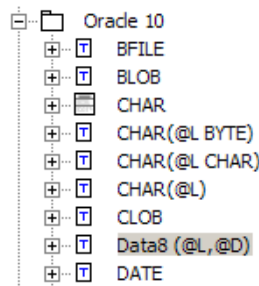 Oracle 10
BFILE
BLOB
CHAR
CHAR(@L BYTE)
CHAR(@L CHAR)
CHAR(@L)
CLOB
Data8 (@L,@D)
DATE